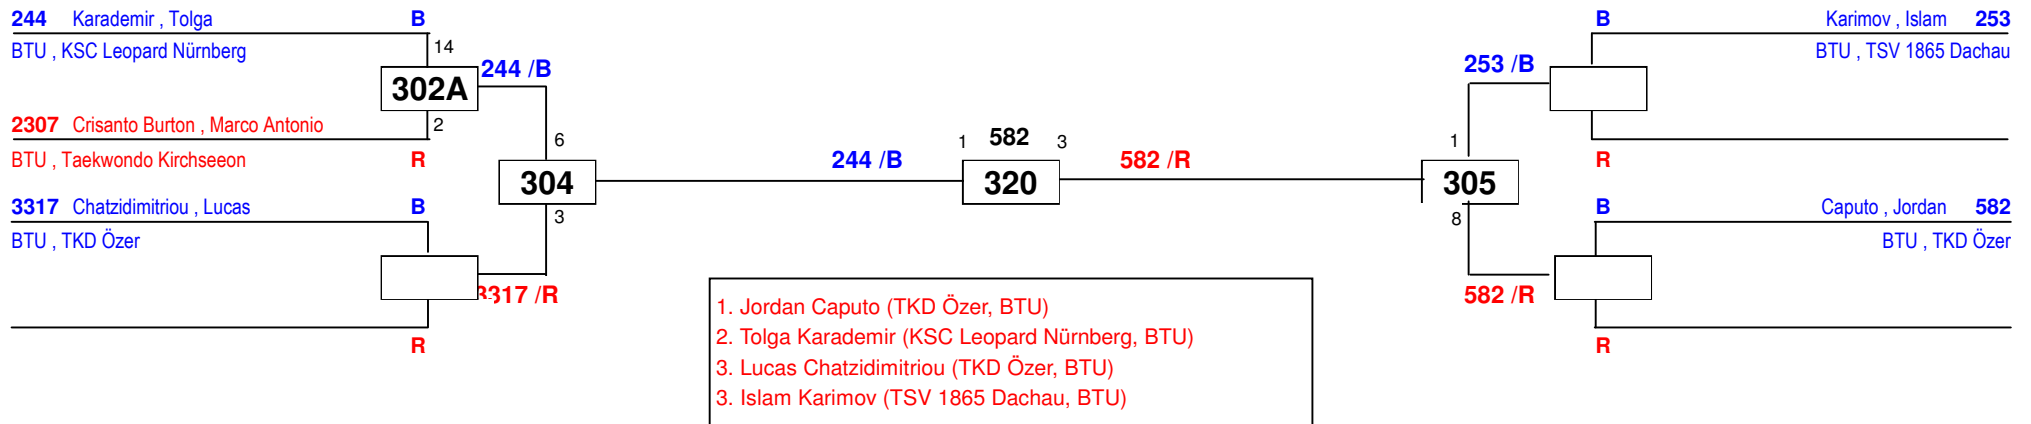 244 Karademir , Tolga B
BTU , KSC Leopard Nürnberg
14
244 /B
302A
2307 Crisanto Burton , Marco Antonio
2
BTU , Taekwondo Kirchseeon R
6
304
3
3317 Chatzidimitriou , Lucas B
BTU , TKD Özer
3317 /R
R
244 /B
1 582 3
320
582 /R
B Karimov , Islam 253
BTU , TSV 1865 Dachau
253 /B
R
1
305
8
B Caputo , Jordan 582
BTU , TKD Özer
582 /R
R
1. Jordan Caputo (TKD Özer, BTU)
2. Tolga Karademir (KSC Leopard Nürnberg, BTU)
3. Lucas Chatzidimitriou (TKD Özer, BTU)
3. Islam Karimov (TSV 1865 Dachau, BTU)